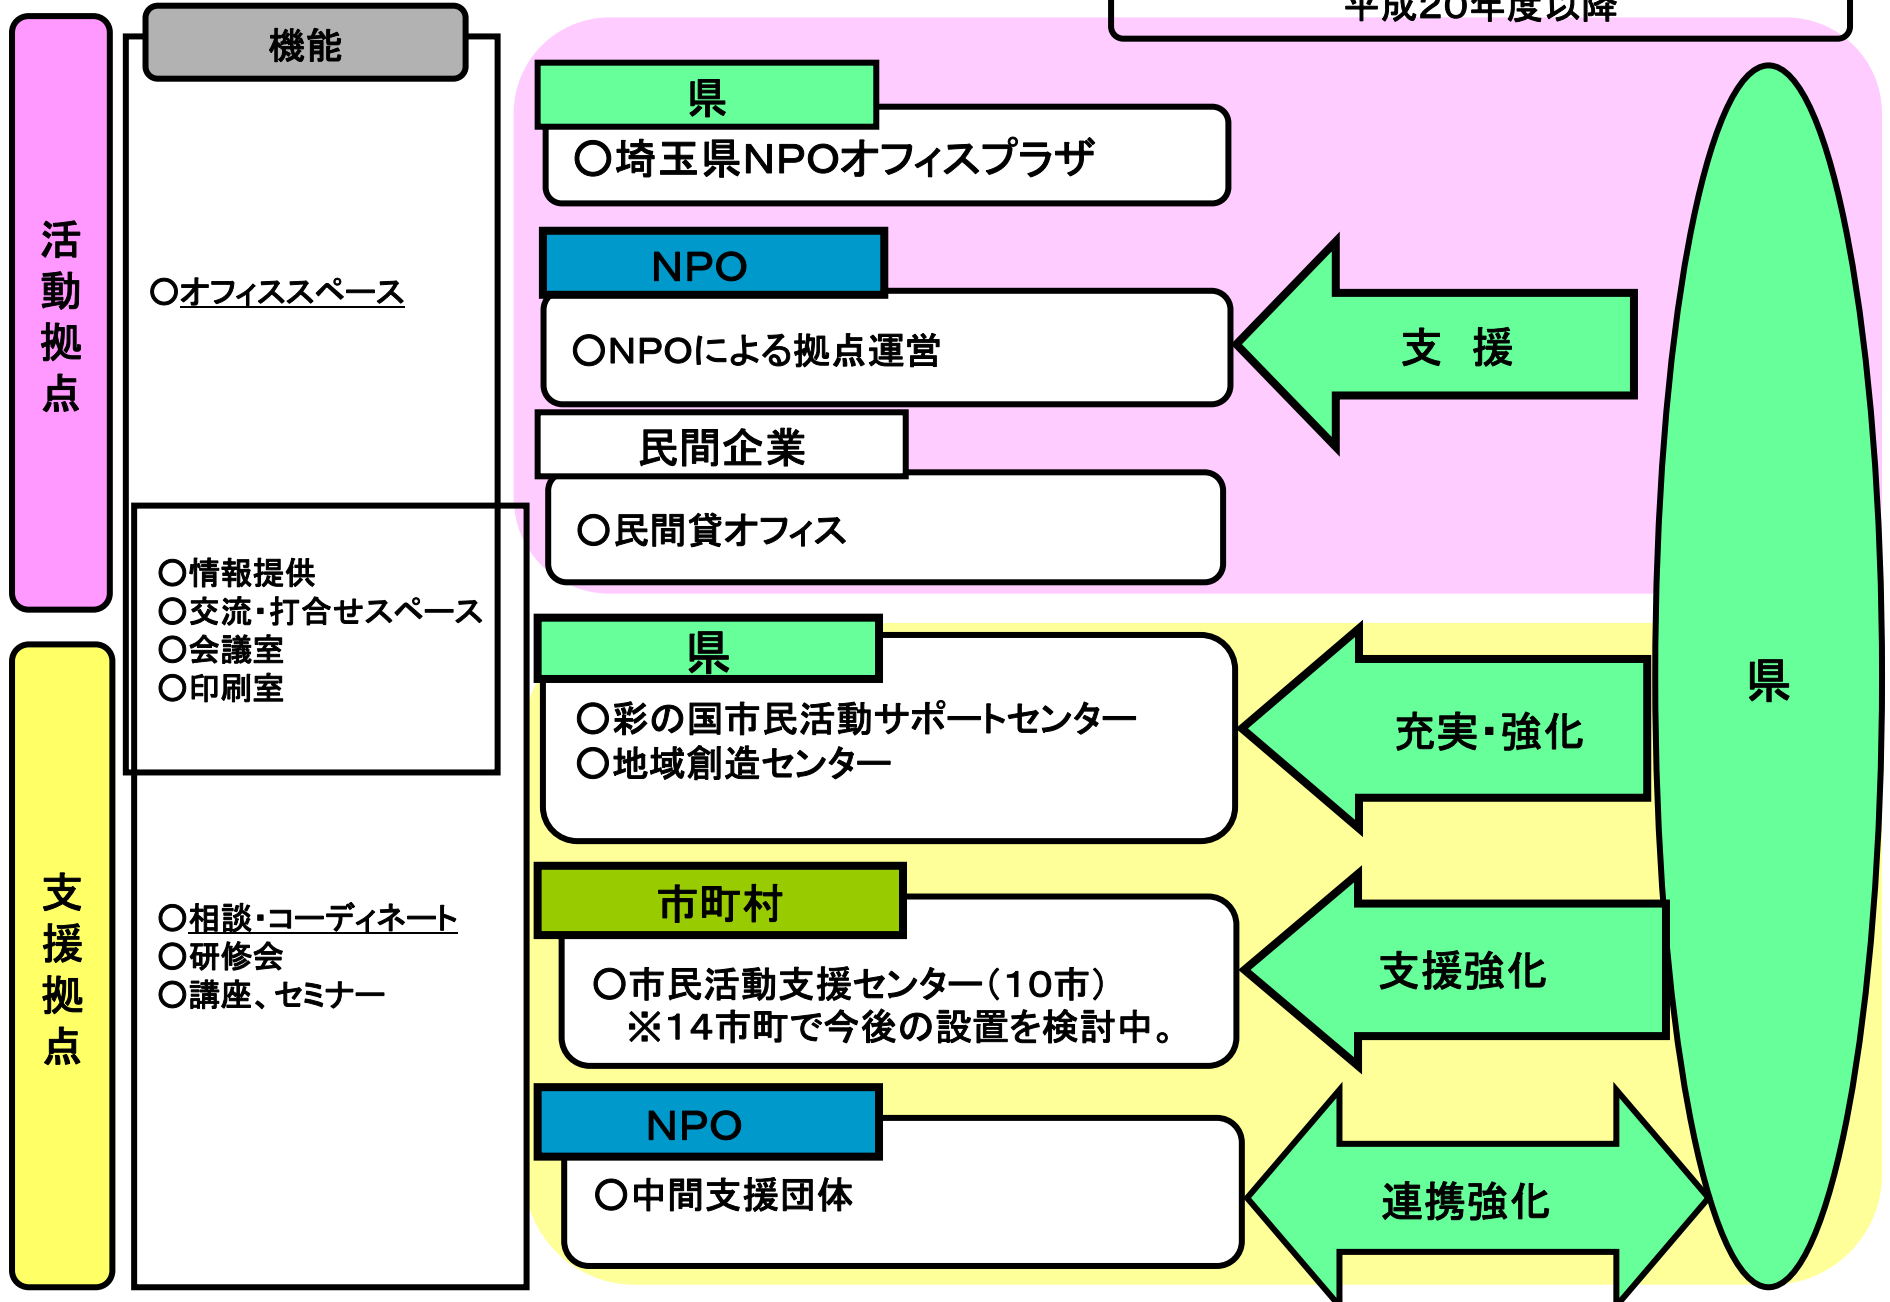 平成20年度以降
機能
活動拠点
○オフィススペース
○情報提供
○交流・打合せスペース
○会議室
○印刷室
支援拠点
○相談・コーディネート
○研修会
○講座、セミナー
県
○埼玉県NPOオフィスプラザ
NPO
○NPOによる拠点運営
支　援
民間企業
○民間貸オフィス
県
○彩の国市民活動サポートセンター
○地域創造センター
充実・強化
県
市町村
○市民活動支援センター（10市）
※14市町で今後の設置を検討中。
支援強化
NPO
○中間支援団体
連携強化